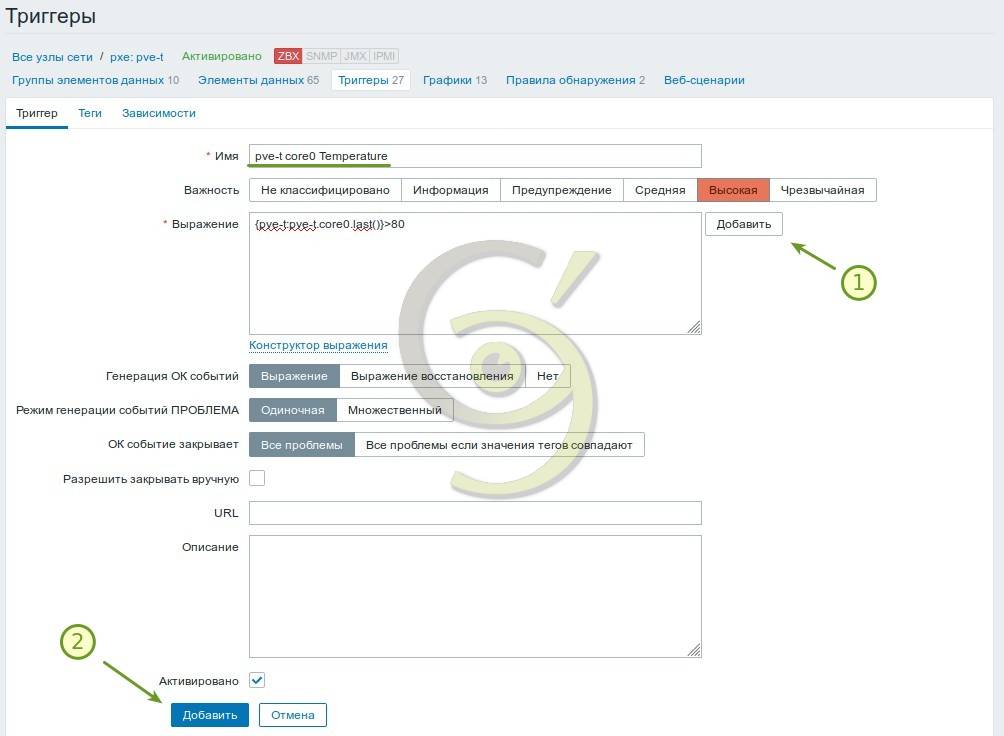 Триггеры
Все узлы сети / pxe: pve-t Активировано ZBX SNMP JMX IPMI
Группы элементов данных 10 Элементы данных 65 Триггеры 27 Графики 13 Правила обнаружения 2 Веб-сценарии
Триггер Теги Зависимости
* Имя pve-t core0 Temperature
Важность Не классифицировано Информация Предупреждение Средняя Высокая Чрезвычайная
* Выражение {pve-t:pve-t.core0.last()}>80 Добавить
1
Конструктор выражения
Генерация ОК событий Выражение Выражение восстановления Нет
Режим генерации событий ПРОБЛЕМА Одиночная Множественный
ОК событие закрывает Все проблемы Все проблемы если значения тегов совпадают
Разрешить закрывать вручную
URL
Описание
2
Активировано
Добавить Отмена